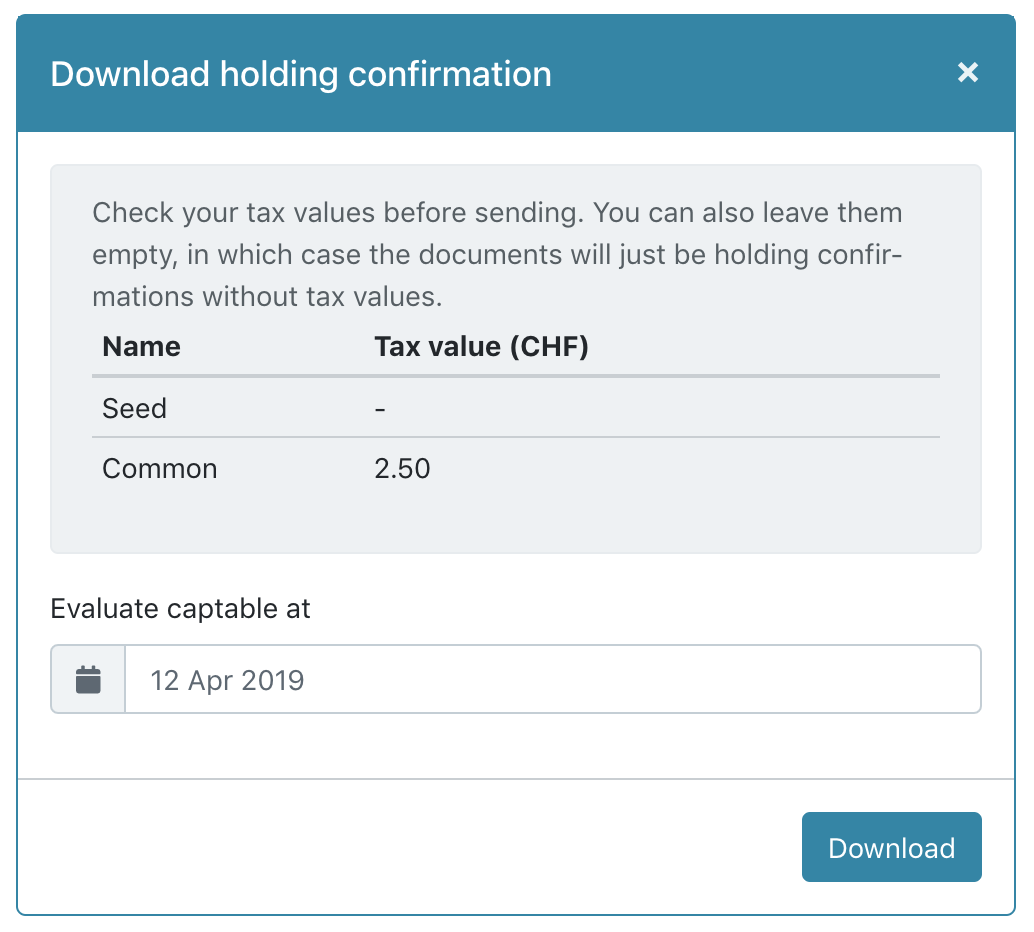 Download holding confirmation ×
Check your tax values before sending. You can also leave them
empty, in which case the documents will just be holding confir-
mations without tax values.
Name Tax value (CHF)
Seed -
Common 2.50
Evaluate captable at
12 Apr 2019
Download